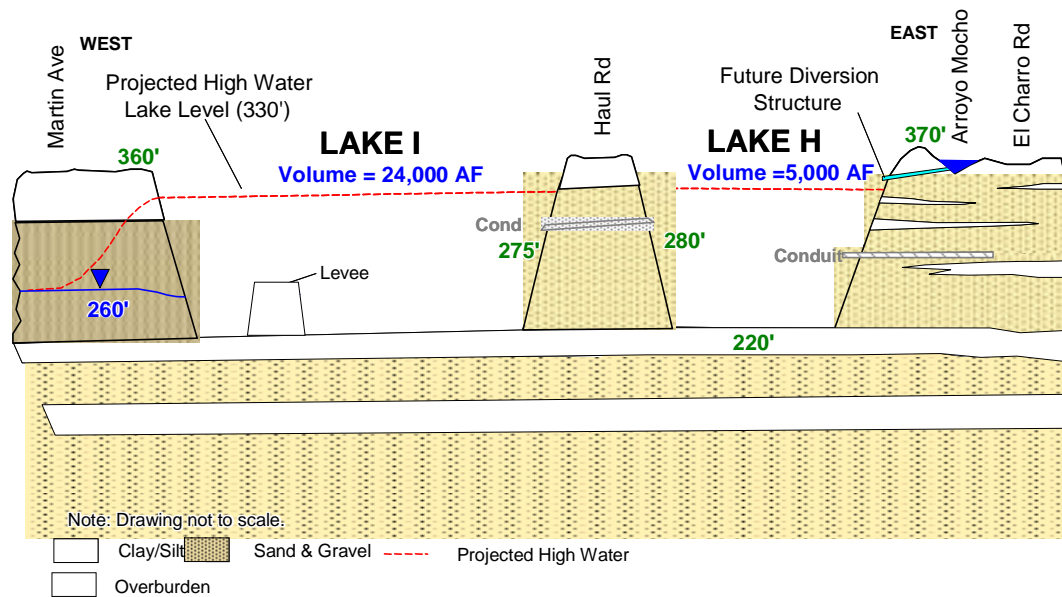 WEST
EAST
Martin Ave
Haul Rd
Arroyo Mocho
El Charro Rd
Projected High Water
Lake Level (330')
Future Diversion
Structure
360'
LAKE I
LAKE H
370'
Volume = 24,000 AF
Volume =5,000 AF
Cond
275'
280'
Conduit
Levee
260'
220'
Note: Drawing not to scale.
Clay/Silt
Sand & Gravel
Projected High Water
Overburden